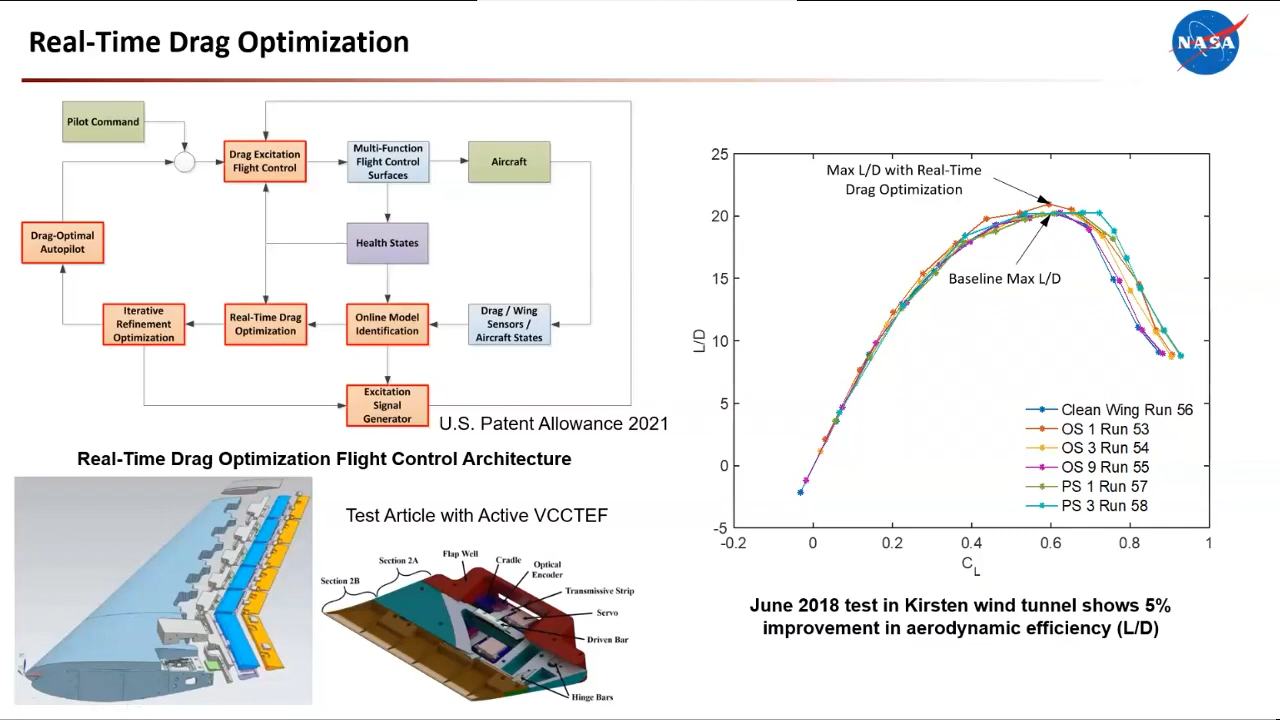 Real-Time Drag Optimization
NASA
Pilot Command
Drag Excitation
Flight Control
Multi-Function
Flight Control
Surfaces
Aircraft
Drag-Optimal
Autopilot
Health States
Iterative
Refinement
Optimization
Real-Time Drag
Optimization
Online Model
Identification
Drag / Wing
Sensors /
Aircraft States
Excitation
Signal
Generator
U.S. Patent Allowance 2021
Real-Time Drag Optimization Flight Control Architecture
Test Article with Active VCCTEF
Section 2B
Section 2A
Flap Well
Cradle
Optical
Encoder
Transmissive Strip
Servo
Driven Bar
Hinge Bars
25
20
15
10
5
0
-5
L/D
Max L/D with Real-Time
Drag Optimization
Baseline Max L/D
Clean Wing Run 56
OS 1 Run 53
OS 3 Run 54
OS 9 Run 55
PS 1 Run 57
PS 3 Run 58
-0.2 0 0.2 0.4 0.6 0.8 1
CL
June 2018 test in Kirsten wind tunnel shows 5%
improvement in aerodynamic efficiency (L/D)